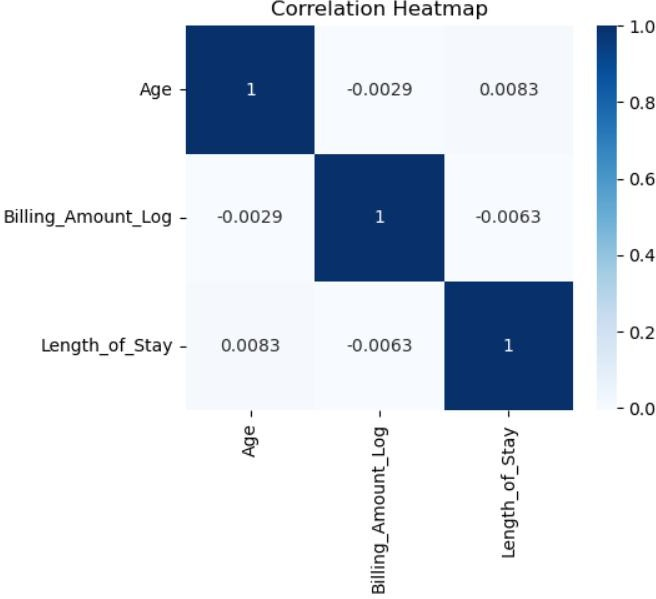 Correlation Heatmap
Age
1
-0.0029
0.0083
Billing_Amount_Log
-0.0029
1
-0.0063
Length_of_Stay
0.0083
-0.0063
1
Age
Billing_Amount_Log
Length_of_Stay
1.0
0.8
0.6
0.4
0.2
0.0